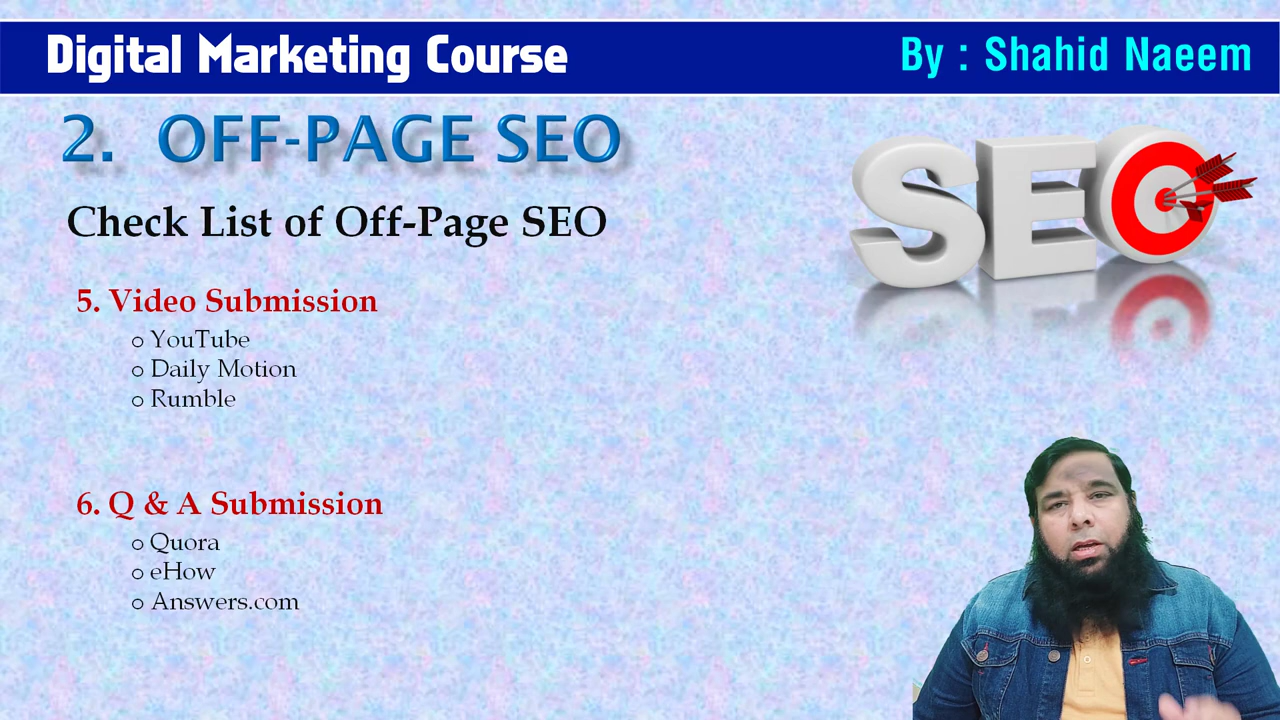 Digital Marketing Course
By : Shahid Naeem
2. OFF-PAGE SEO
SEO
Check List of Off-Page SEO
5. Video Submission
o YouTube
o Daily Motion
o Rumble
6. Q & A Submission
o Quora
o eHow
o Answers.com